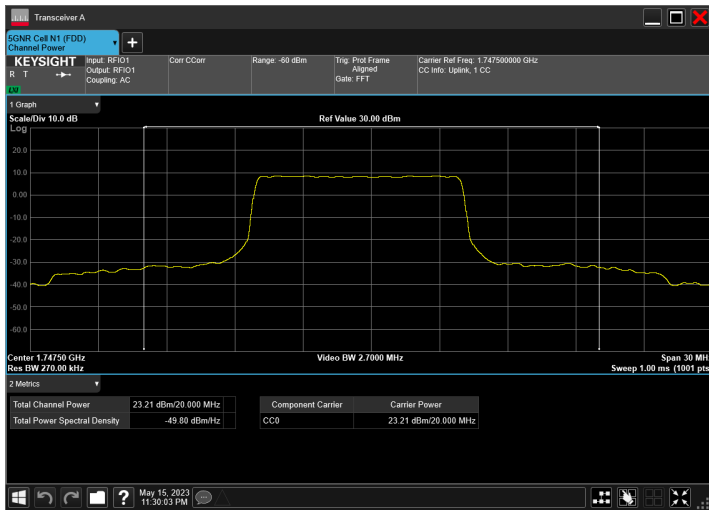 Transceiver A
5GNR Cell N1 (FDD)
Channel Power
KEYSIGHT
R T
LXI
Input: RFIO1
Output: RFIO1
Coupling: AC
Corr CCorr
Range: -60 dBm
Trig: Prot Frame
Aligned
Gate: FFT
Carrier Ref Freq: 1.747500000 GHz
CC Info: Uplink, 1 CC
1 Graph
Scale/Div 10.0 dB
Ref Value 30.00 dBm
Log
20.0
10.0
0.00
-10.0
-20.0
-30.0
-40.0
-50.0
-60.0
Center 1.74750 GHz
Video BW 2.7000 MHz
Span 30 MH
Res BW 270.00 kHz
Sweep 1.00 ms (1001 pts
2 Metrics
Total Channel Power 23.21 dBm/20.000 MHz
Total Power Spectral Density -49.80 dBm/Hz
Component Carrier Carrier Power
CC0 23.21 dBm/20.000 MHz
May 15, 2023
11:30:03 PM